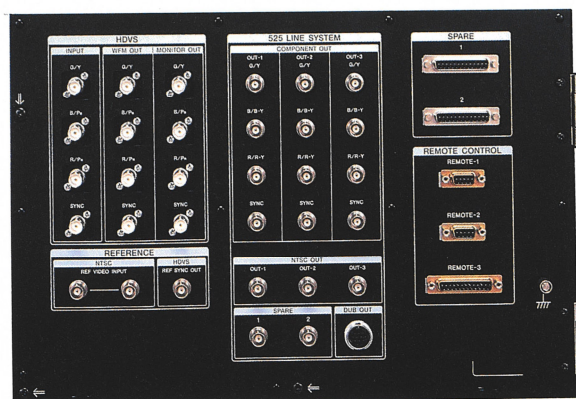 HDVS
INPUT WFM OUT MONITOR OUT
G/Y G/Y G/Y
B/PB B/PB B/PB
R/PR R/PR R/PR
SYNC SYNC SYNC
REFERENCE
NTSC HDVS
REF VIDEO INPUT REF SYNC OUT
525 LINE SYSTEM
COMPONENT OUT
OUT-1 OUT-2 OUT-3
G/Y G/Y G/Y
B/B-Y B/B-Y B/B-Y
R/R-Y R/R-Y R/R-Y
SYNC SYNC SYNC
NTSC OUT
OUT-1 OUT-2 OUT-3
SPARE DUB OUT
1 2
SPARE
1
2
REMOTE CONTROL
REMOTE-1
REMOTE-2
REMOTE-3